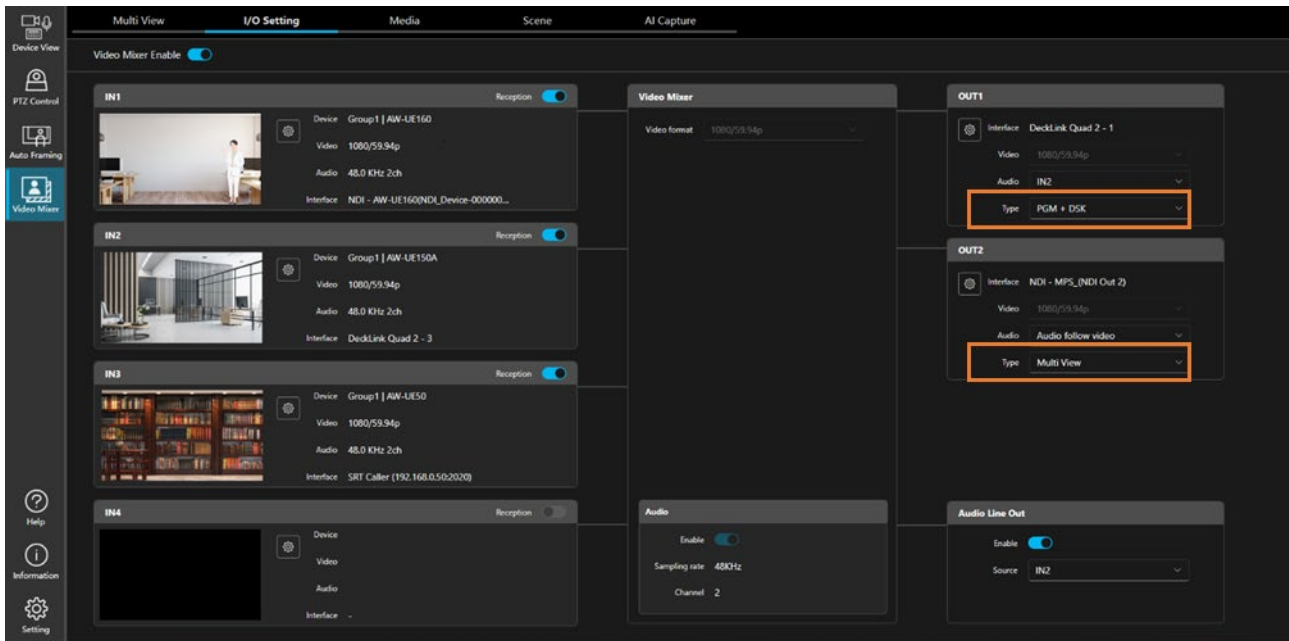 Multi View
I/O Setting
Media
Scene
AI Capture
Device View
PTZ Control
Auto Framing
Video Mixer
Help
Information
Setting
Video Mixer Enable
IN1
Reception
Device Group1 | AW-UE160
Video 1080/59.94p
Audio 48.0 KHz 2ch
Interface NDI - AW-UE160(NDI_Device-000000...
IN2
Reception
Device Group1 | AW-UE150A
Video 1080/59.94p
Audio 48.0 KHz 2ch
Interface DeckLink Quad 2 - 3
IN3
Reception
Device Group1 | AW-UE50
Video 1080/59.94p
Audio 48.0 KHz 2ch
Interface SRT Caller (192.168.0.50:2020)
IN4
Reception
Device
Video
Audio
Interface -
Video Mixer
Video format 1080/59.94p
Audio
Enable
Sampling rate 48KHz
Channel 2
OUT1
Interface DeckLink Quad 2 - 1
Video 1080/59.94p
Audio IN2
Type PGM + DSK
OUT2
Interface NDI - MPS_(NDI Out 2)
Video 1080/59.94p
Audio Audio follow video
Type Multi View
Audio Line Out
Enable
Source IN2